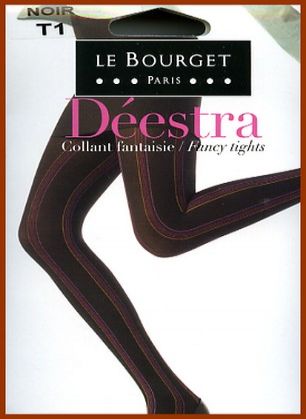 NOIR
T1
LE BOURGET
PARIS
Déestra
Collant fantaisie / Fancy tights